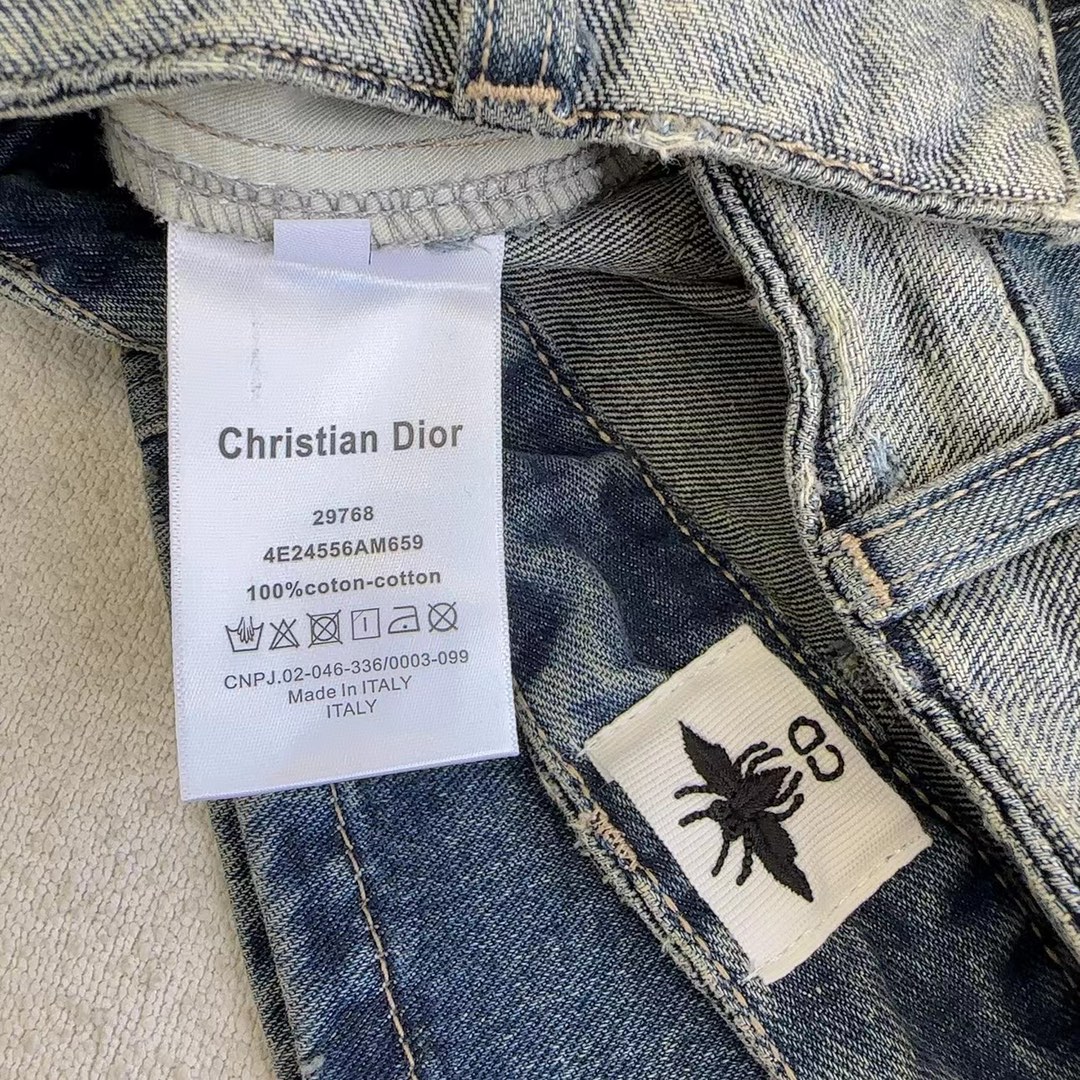 Christian Dior
29768
4E24556AM659
100%coton-cotton
CNPJ.02-046-336/0003-099
Made In ITALY
ITALY
CD